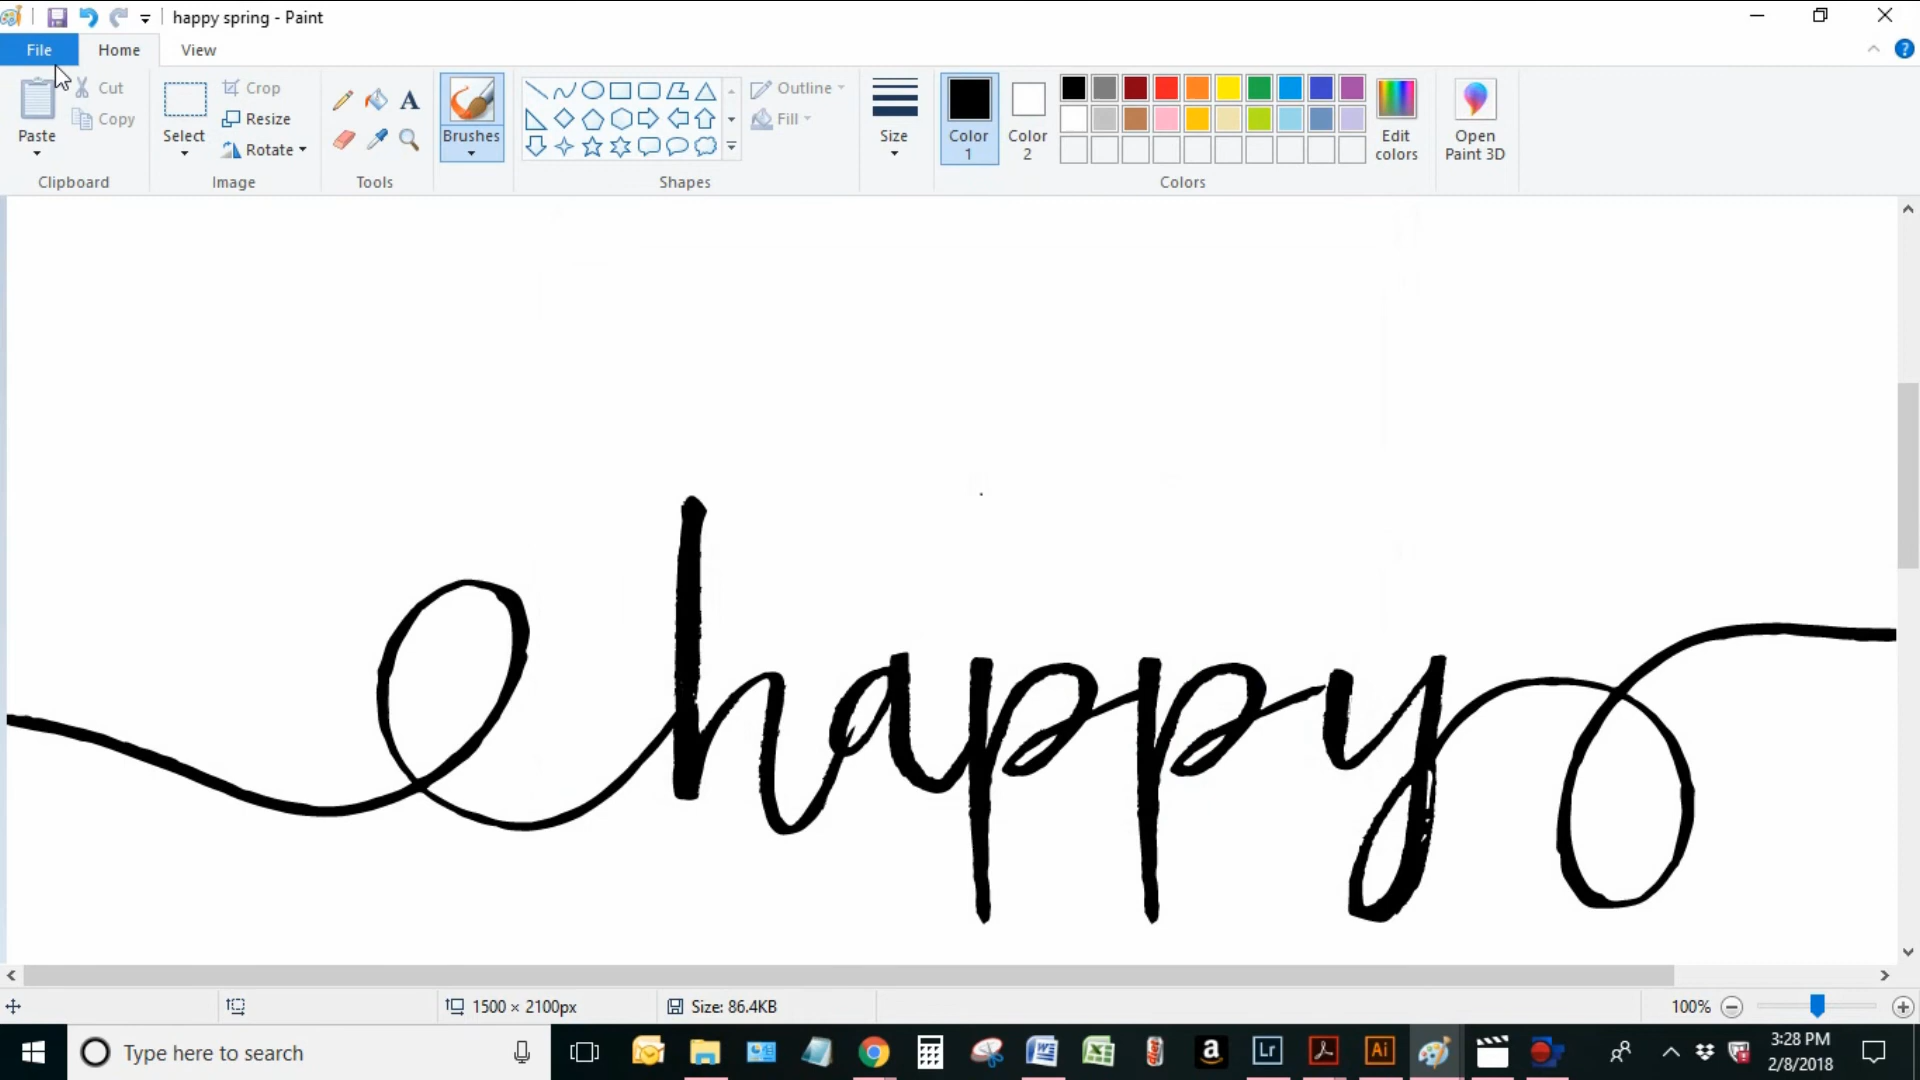 happy spring - Paint
File Home View
Paste
Cut
Copy
Clipboard
Select
Crop
Resize
Rotate
Image
A
Tools
Brushes
Shapes
Outline
Fill
Size
Color 1
Color 2
Edit colors
Colors
Open Paint 3D
happy
1500 × 2100px
Size: 86.4KB
100%
Type here to search
Lr
Ai
3:28 PM
2/8/2018